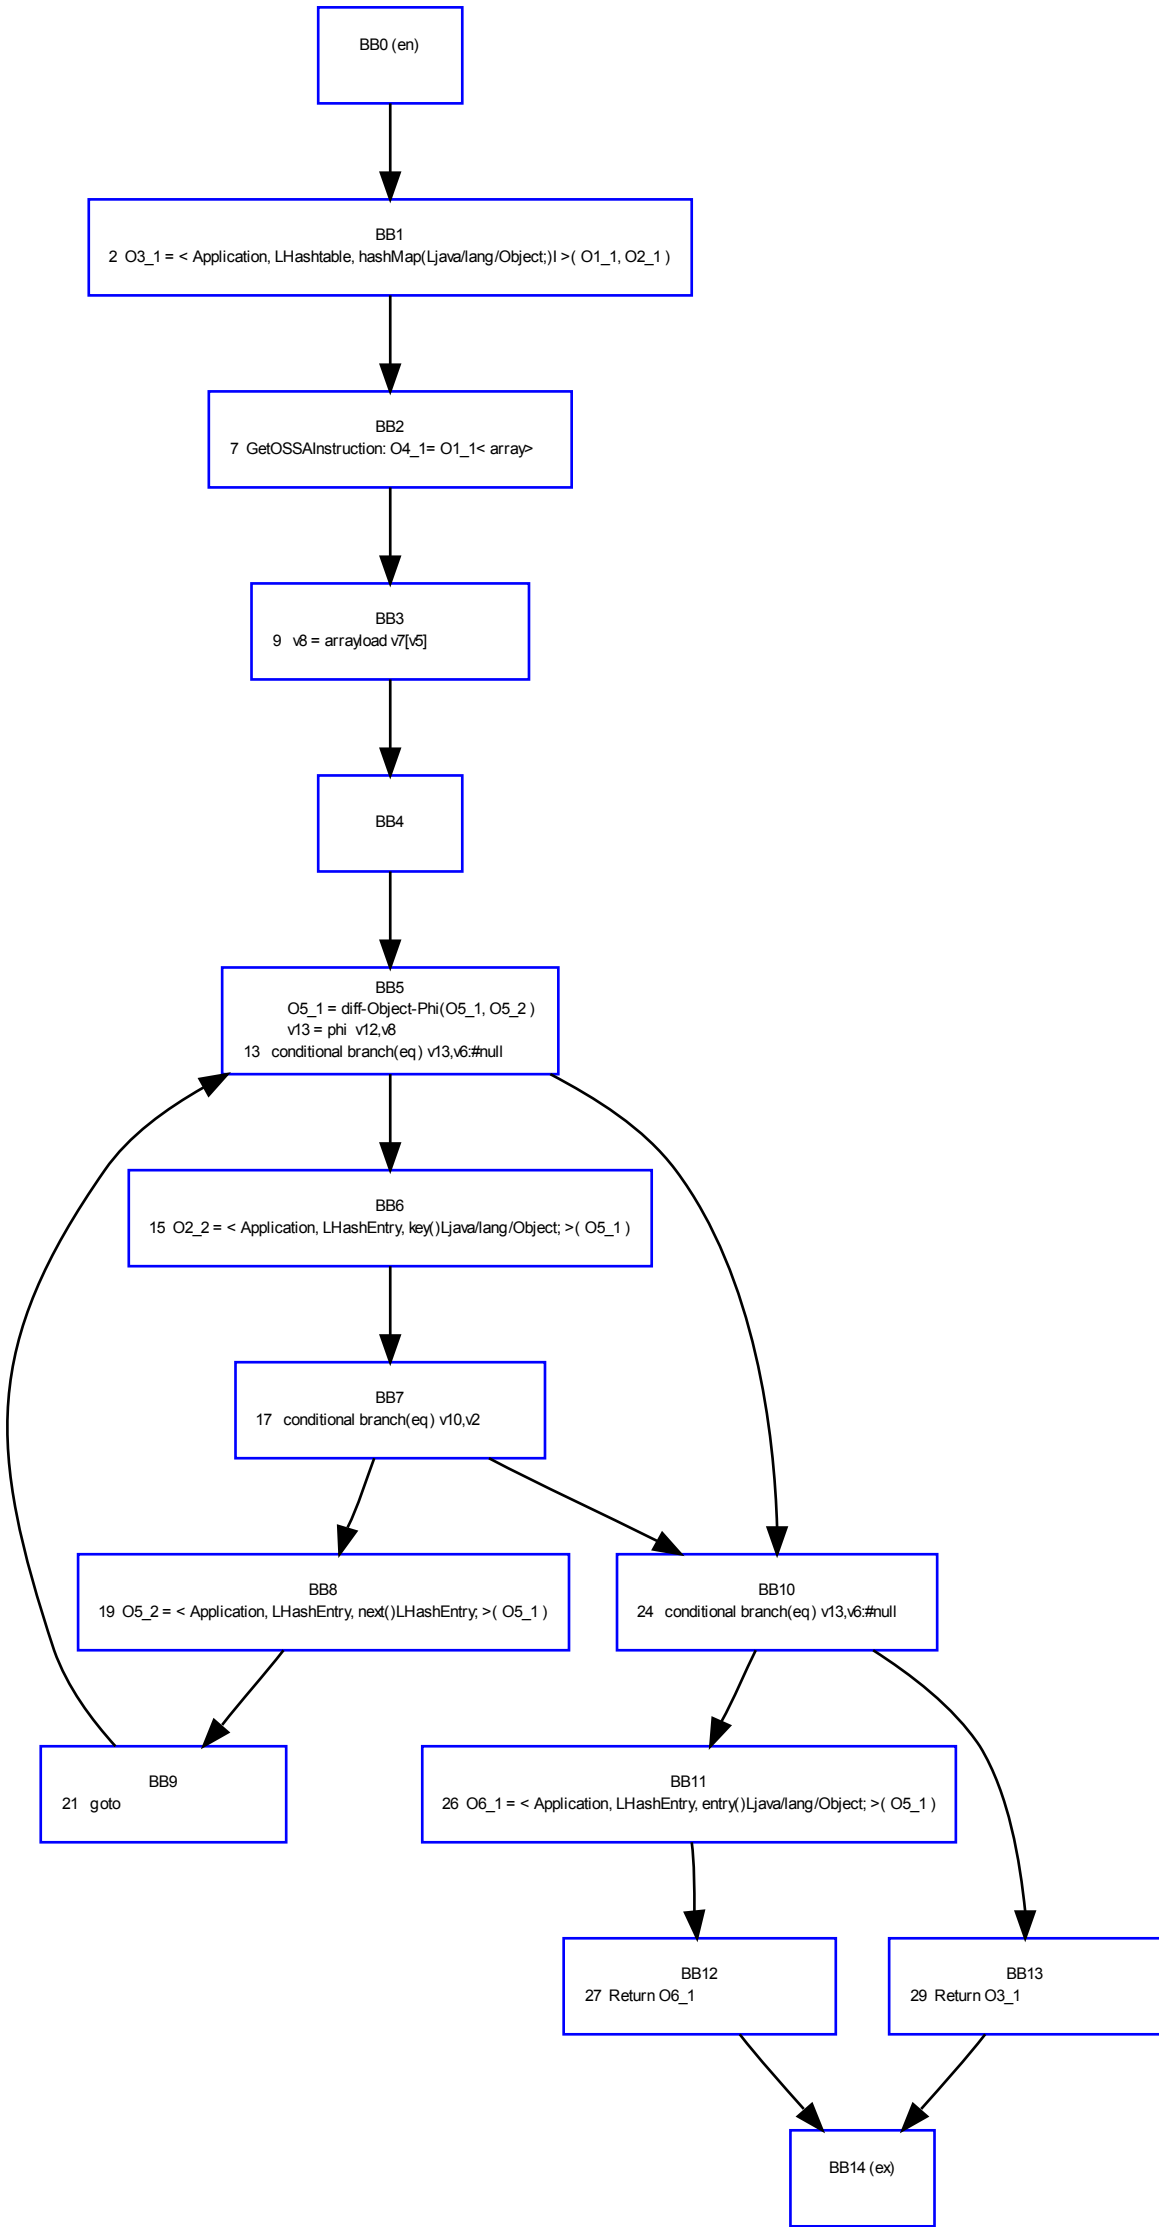 BB0 (en)
BB1
2 O3_1 = < Application, LHashtable, hashMap(Ljava/lang/Object;)I >( O1_1, O2_1 )
BB2
7 GetOSSAInstruction: O4_1= O1_1< array>
BB3
9 v8 = arrayload v7[v5]
BB4
BB5
O5_1 = diff-Object-Phi(O5_1, O5_2 )
v13 = phi v12,v8
13 conditional branch(eq) v13,v6:#null
BB6
15 O2_2 = < Application, LHashEntry, key()Ljava/lang/Object; >( O5_1 )
BB7
17 conditional branch(eq) v10,v2
BB8
19 O5_2 = < Application, LHashEntry, next()LHashEntry; >( O5_1 )
BB10
24 conditional branch(eq) v13,v6:#null
BB9
21 goto
BB11
26 O6_1 = < Application, LHashEntry, entry()Ljava/lang/Object; >( O5_1 )
BB12
27 Return O6_1
BB13
29 Return O3_1
BB14 (ex)